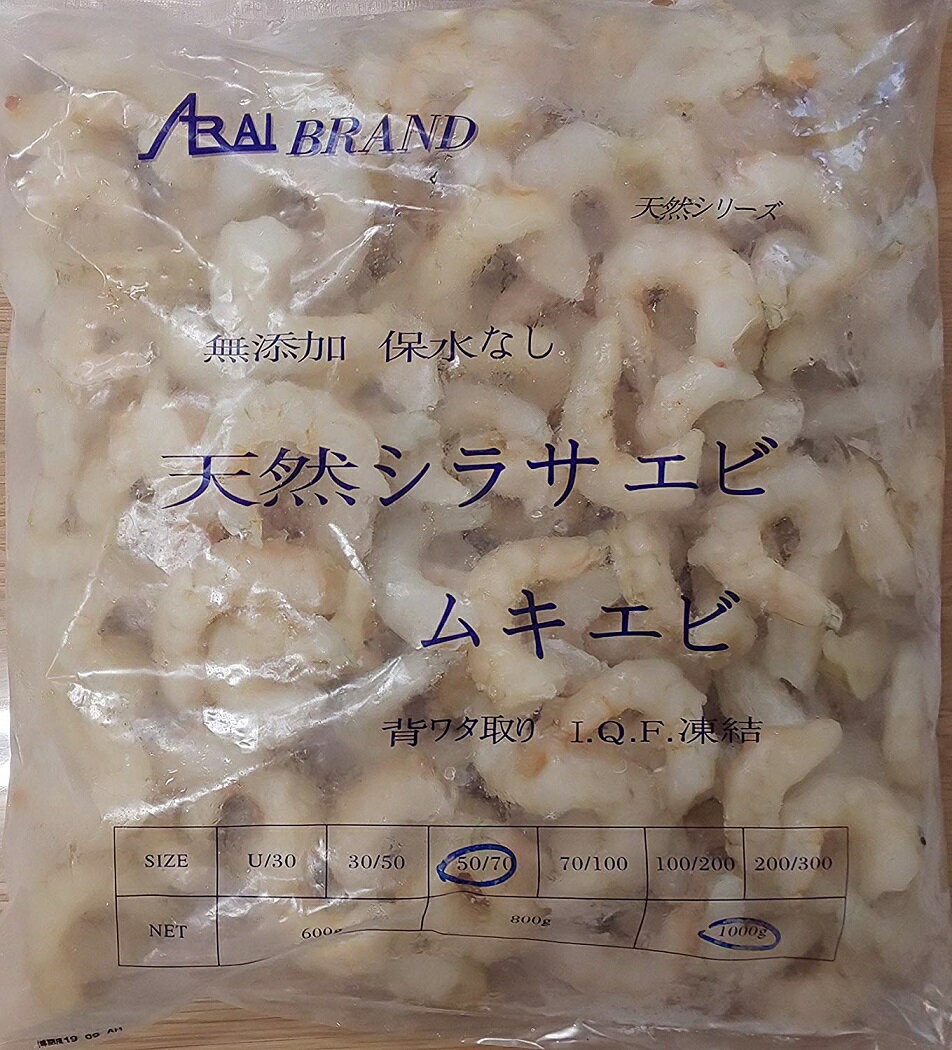 ARAI BRAND
天然シリーズ
無添加 保水なし
天然シラサエビ
ムキエビ
背ワタ取り I.Q.F.凍結
SIZE U/30 30/50 50/70 70/100 100/200 200/300
NET 600g 800g 1000g